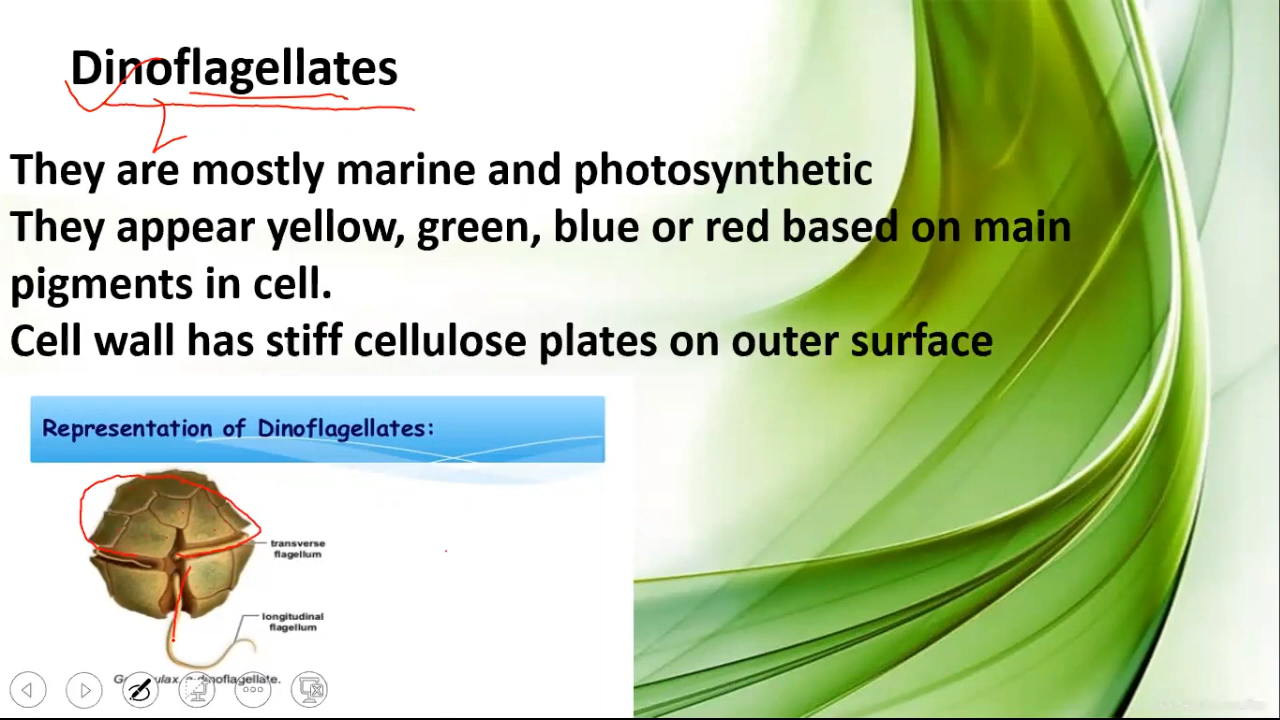 Dinoflagellates
They are mostly marine and photosynthetic
They appear yellow, green, blue or red based on main
pigments in cell.
Cell wall has stiff cellulose plates on outer surface
Representation of Dinoflagellates:
transverse
flagellum
longitudinal
flagellum
dinoflagellate.